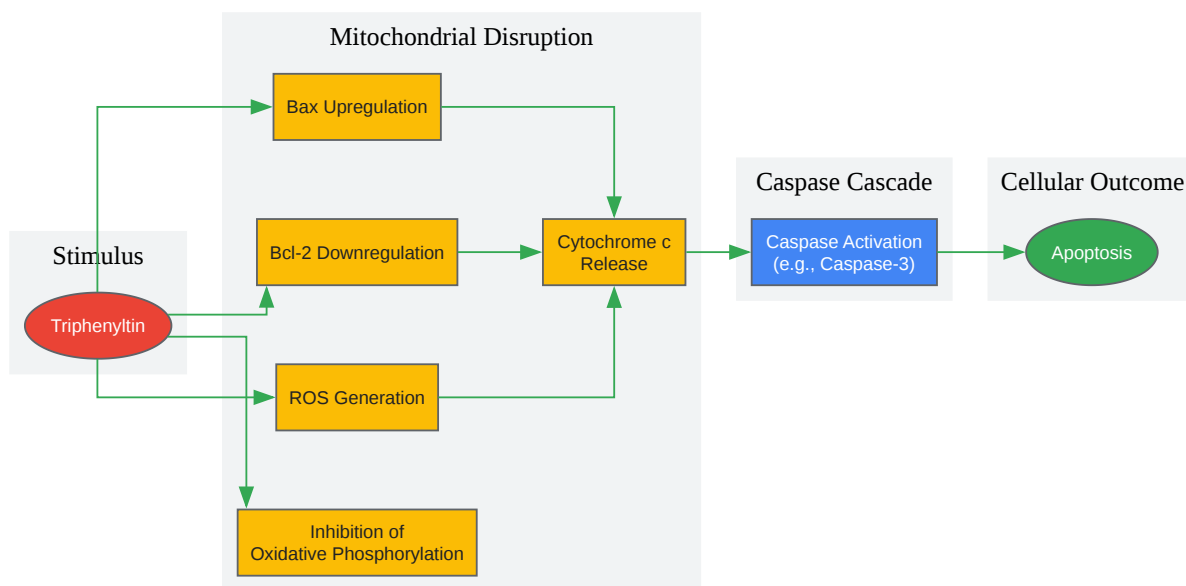 Mitochondrial Disruption
Bax Upregulation
Caspase Cascade
Cellular Outcome
Stimulus
Bcl-2 Downregulation
Cytochrome c
Release
Caspase Activation
(e.g., Caspase-3)
Apoptosis
Triphenyltin
ROS Generation
Inhibition of
Oxidative Phosphorylation